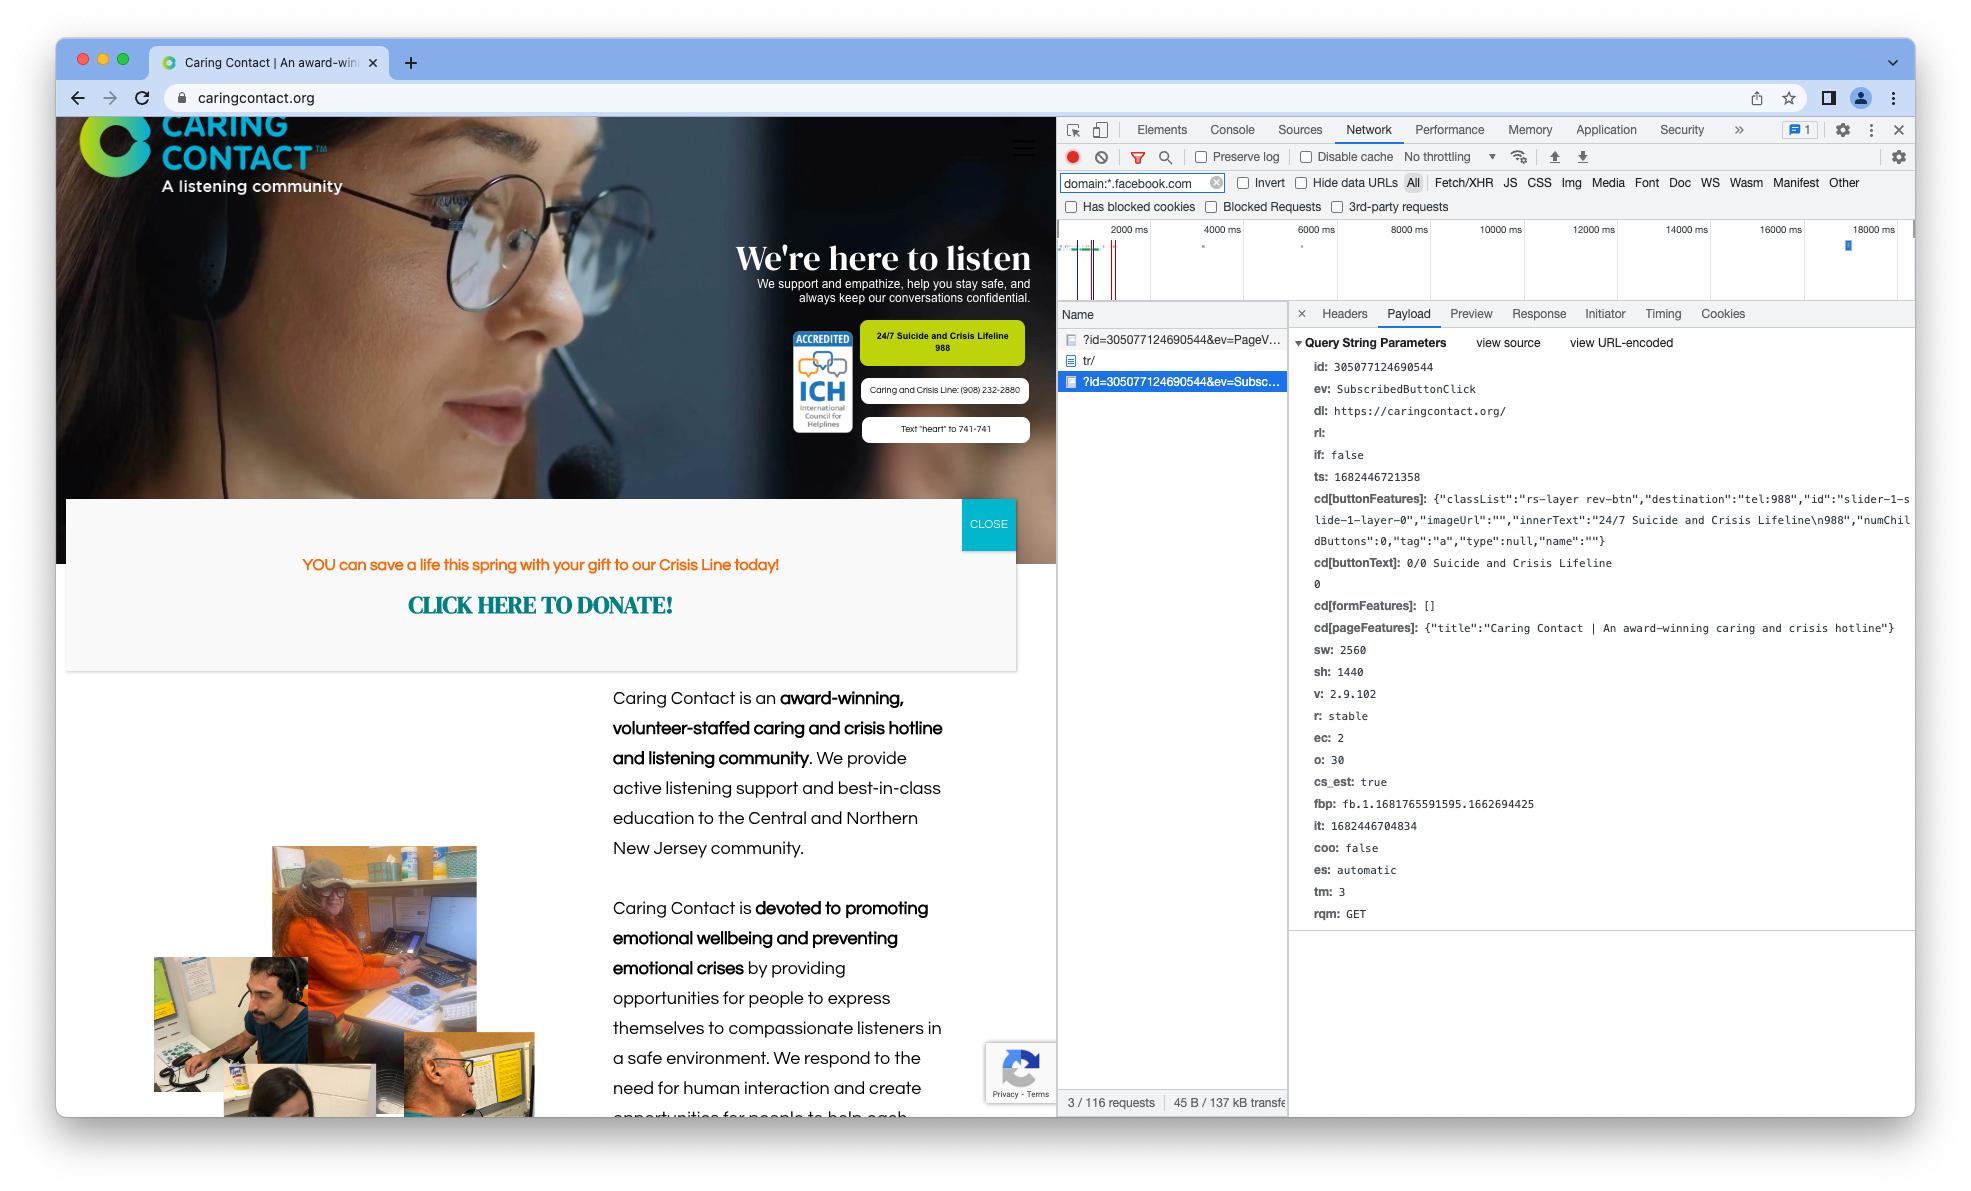 Caring Contact | An award-win
caringcontact.org
CARING
CONTACT™
A listening community
We're here to listen
We support and empathize, help you stay safe, and
always keep our conversations confidential.
ACCREDITED
ICH
International
Council for
Helplines
24/7 Suicide and Crisis Lifeline
988
Caring and Crisis Line: (908) 232-2880
Text "heart" to 741-741
CLOSE
YOU can save a life this spring with your gift to our Crisis Line today!
CLICK HERE TO DONATE!
Caring Contact is an award-winning,
volunteer-staffed caring and crisis hotline
and listening community. We provide
active listening support and best-in-class
education to the Central and Northern
New Jersey community.
Caring Contact is devoted to promoting
emotional wellbeing and preventing
emotional crises by providing
opportunities for people to express
themselves to compassionate listeners in
a safe environment. We respond to the
need for human interaction and create
opportunities for people to help each
Privacy - Terms
Elements Console Sources Network Performance Memory Application Security » 1
Preserve log Disable cache No throttling
domain:*.facebook.com Invert Hide data URLs All Fetch/XHR JS CSS Img Media Font Doc WS Wasm Manifest Other
Has blocked cookies Blocked Requests 3rd-party requests
2000 ms 4000 ms 6000 ms 8000 ms 10000 ms 12000 ms 14000 ms 16000 ms 18000 ms
Name
?id=305077124690544&ev=PageV...
tr/
?id=305077124690544&ev=Subsc...
3 / 116 requests 45 B / 137 kB transfe
× Headers Payload Preview Response Initiator Timing Cookies
Query String Parameters view source view URL-encoded
id: 305077124690544
ev: SubscribedButtonClick
dl: https://caringcontact.org/
rl:
if: false
ts: 1682446721358
cd[buttonFeatures]: {"classList":"rs-layer rev-btn","destination":"tel:988","id":"slider-1-s
lide-1-layer-0","imageUrl":"","innerText":"24/7 Suicide and Crisis Lifeline\n988","numChil
dButtons":0,"tag":"a","type":null,"name":""}
cd[buttonText]: 0/0 Suicide and Crisis Lifeline
0
cd[formFeatures]: []
cd[pageFeatures]: {"title":"Caring Contact | An award-winning caring and crisis hotline"}
sw: 2560
sh: 1440
v: 2.9.102
r: stable
ec: 2
o: 30
cs_est: true
fbp: fb.1.1681765591595.1662694425
it: 1682446704834
coo: false
es: automatic
tm: 3
rqm: GET